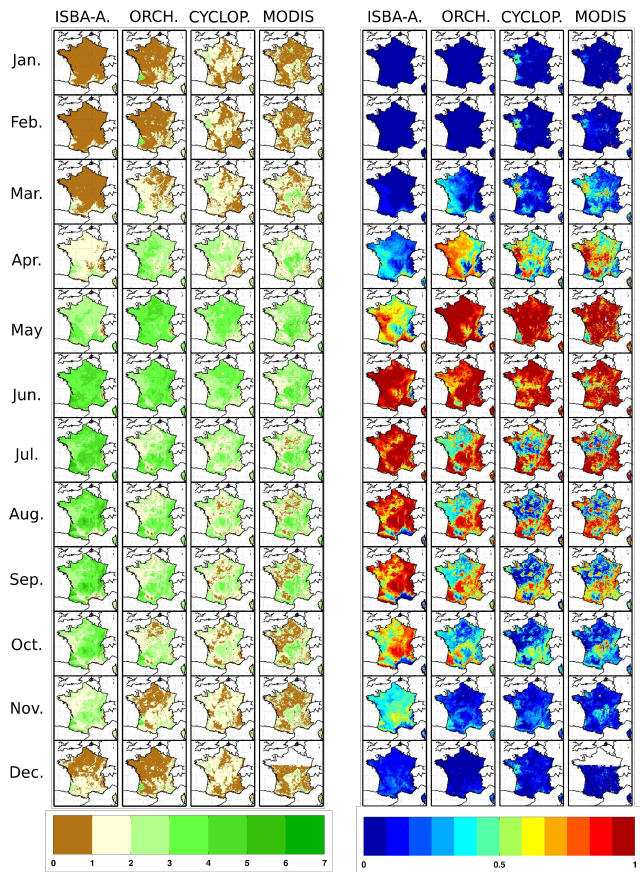 ISBA-A. ORCH. CYCLOP. MODIS ISBA-A. ORCH. CYCLOP. MODIS
Jan.
Feb.
Mar.
Apr.
May
Jun.
Jul.
Aug.
Sep.
Oct.
Nov.
Dec.
0 1 2 3 4 5 6 7 0 0.5 1